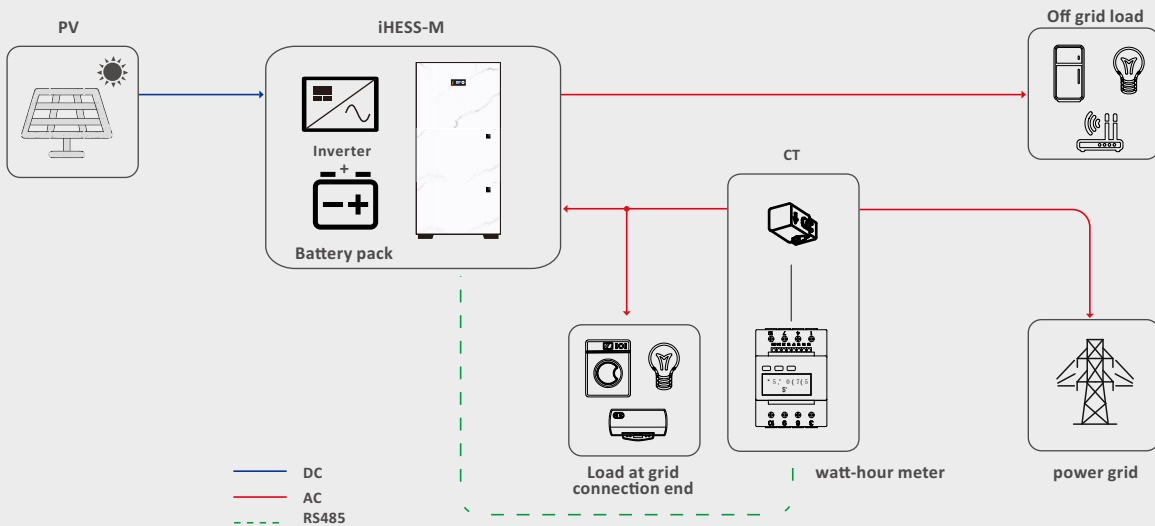 PV
iHESS-M
Off grid load
Inverter
+
Battery pack
CT
Load at grid
connection end
watt-hour meter
power grid
DC
AC
RS485